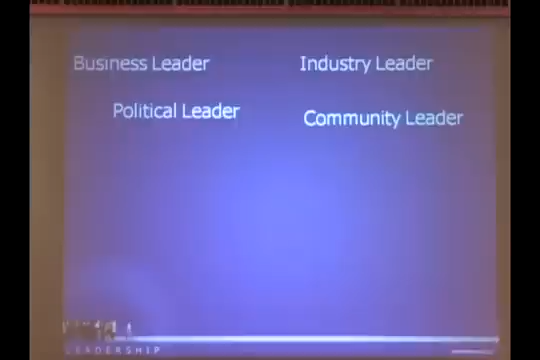 Business Leader
Industry Leader
Political Leader
Community Leader
LEADERSHIP